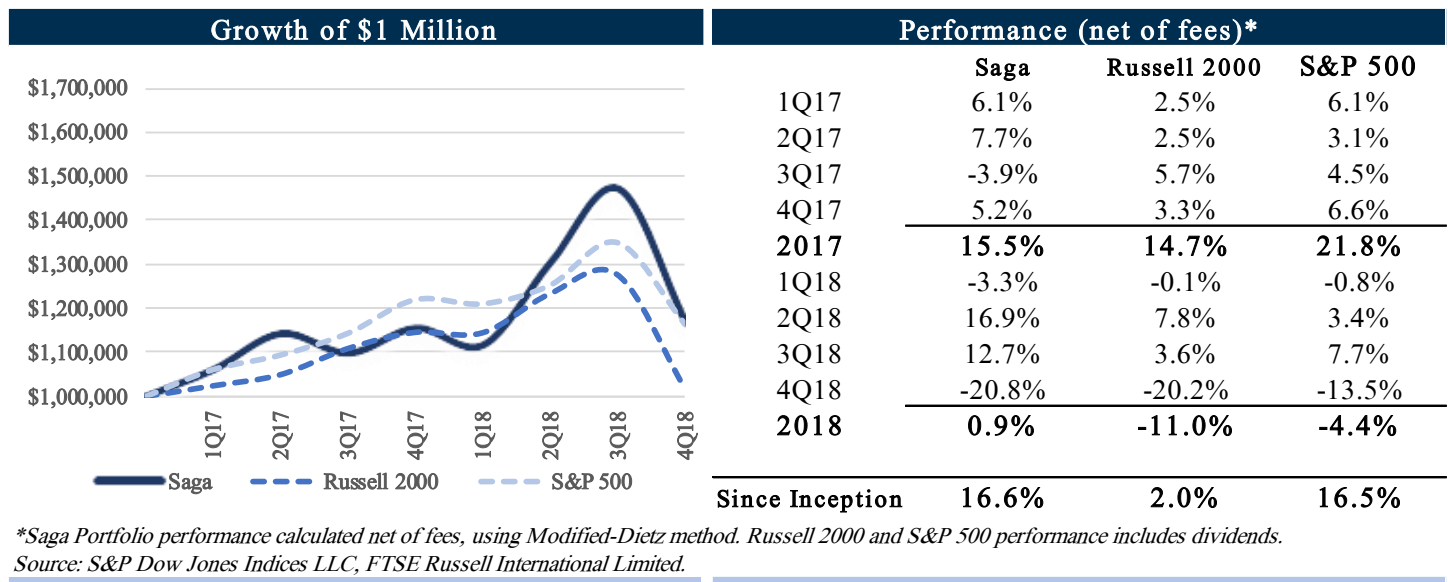 Growth of $1 Million
$1,700,000
$1,600,000
$1,500,000
$1,400,000
$1,300,000
$1,200,000
$1,100,000
$1,000,000
1Q17
2Q17
3Q17
4Q17
1Q18
2Q18
3Q18
4Q18
Saga Russell 2000 S&P 500
Performance (net of fees)*
Saga Russell 2000 S&P 500
1Q17 6.1% 2.5% 6.1%
2Q17 7.7% 2.5% 3.1%
3Q17 -3.9% 5.7% 4.5%
4Q17 5.2% 3.3% 6.6%
2017 15.5% 14.7% 21.8%
1Q18 -3.3% -0.1% -0.8%
2Q18 16.9% 7.8% 3.4%
3Q18 12.7% 3.6% 7.7%
4Q18 -20.8% -20.2% -13.5%
2018 0.9% -11.0% -4.4%
Since Inception 16.6% 2.0% 16.5%
*Saga Portfolio performance calculated net of fees, using Modified-Dietz method. Russell 2000 and S&P 500 performance includes dividends.
Source: S&P Dow Jones Indices LLC, FTSE Russell International Limited.